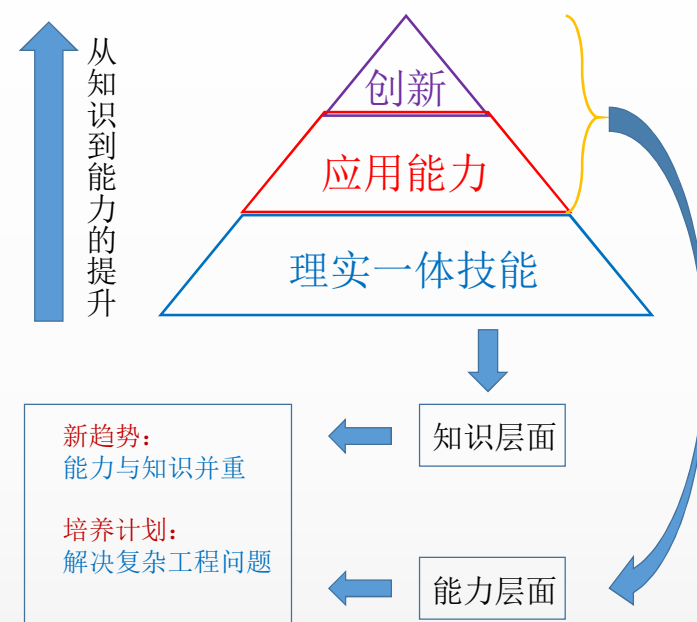 从知识到能力的提升
创新
应用能力
理实一体技能
知识层面
新趋势：
能力与知识并重
培养计划：
解决复杂工程问题
能力层面